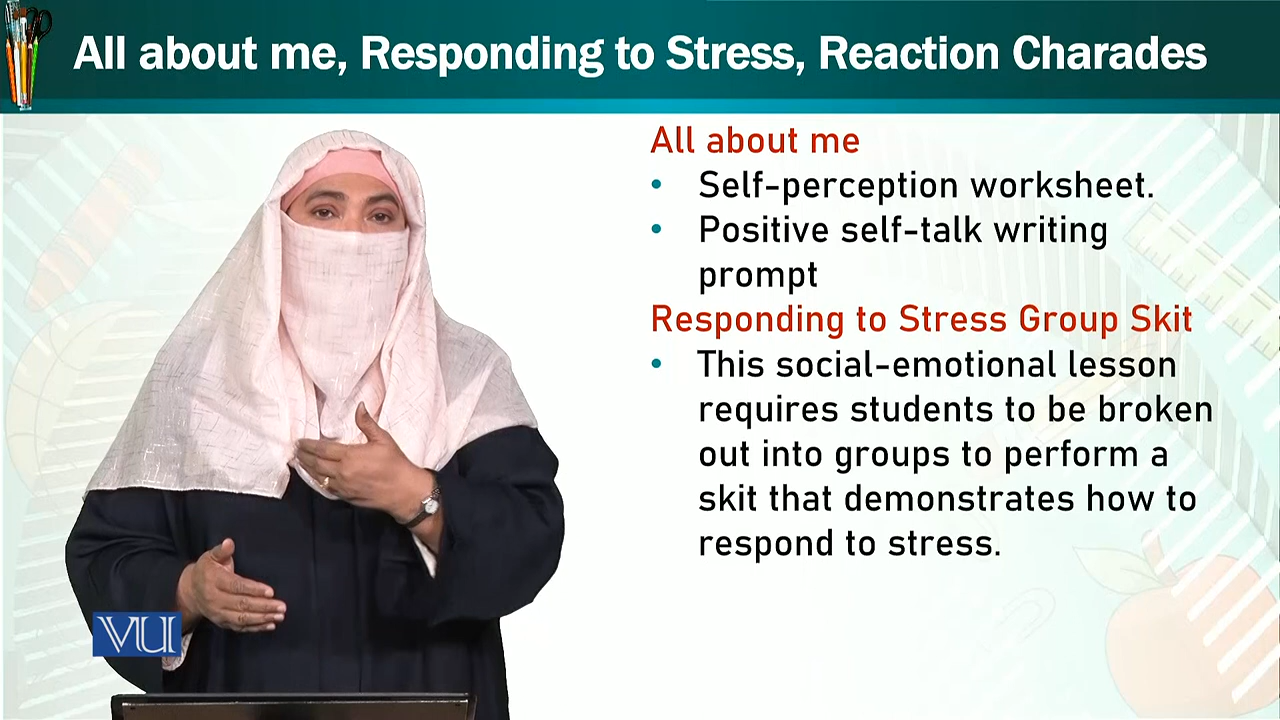 All about me, Responding to Stress, Reaction Charades
All about me
• Self-perception worksheet.
• Positive self-talk writing
prompt
Responding to Stress Group Skit
• This social-emotional lesson
requires students to be broken
out into groups to perform a
skit that demonstrates how to
respond to stress.
VU